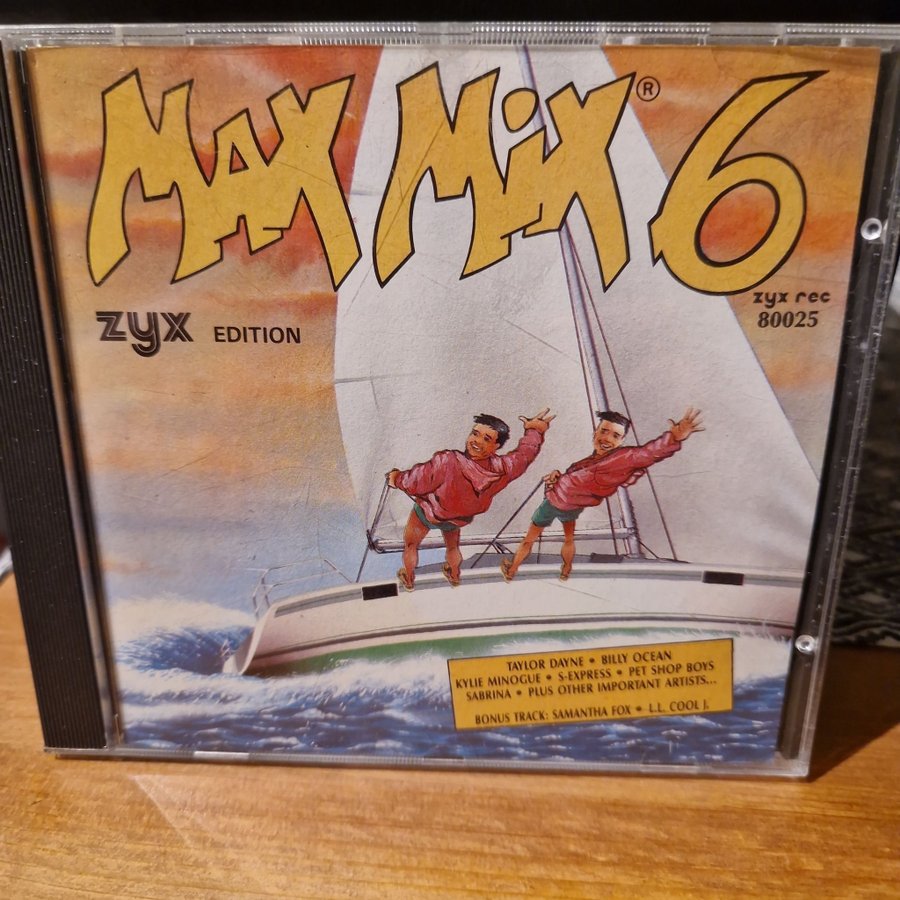 MAX MiX® 6
zyx rec
80025
zyx EDITION
TAYLOR DAYNE • BILLY OCEAN
KYLIE MINOGUE • S-EXPRESS • PET SHOP BOYS
SABRINA • PLUS OTHER IMPORTANT ARTISTS...
BONUS TRACK: SAMANTHA FOX • L.L. COOL J.